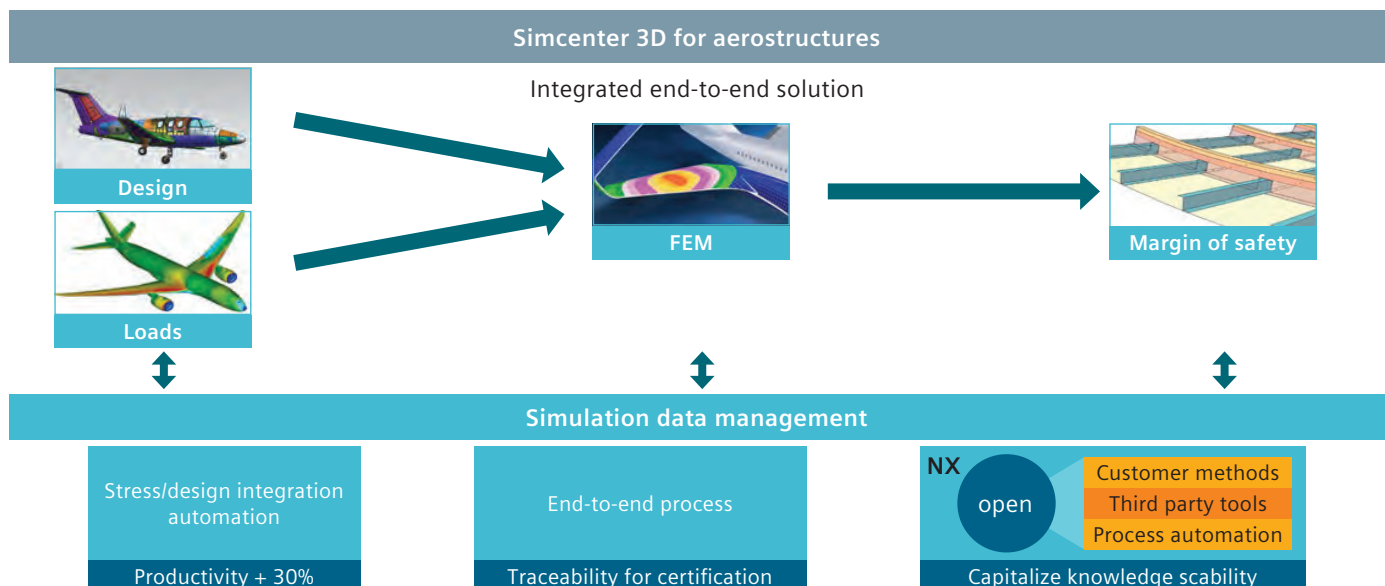 Simcenter 3D for aerostructures
Integrated end-to-end solution
Design
Loads
FEM
Margin of safety
Simulation data management
Stress/design integration
automation
Productivity + 30%
End-to-end process
Traceability for certification
NX
open
Customer methods
Third party tools
Process automation
Capitalize knowledge scability